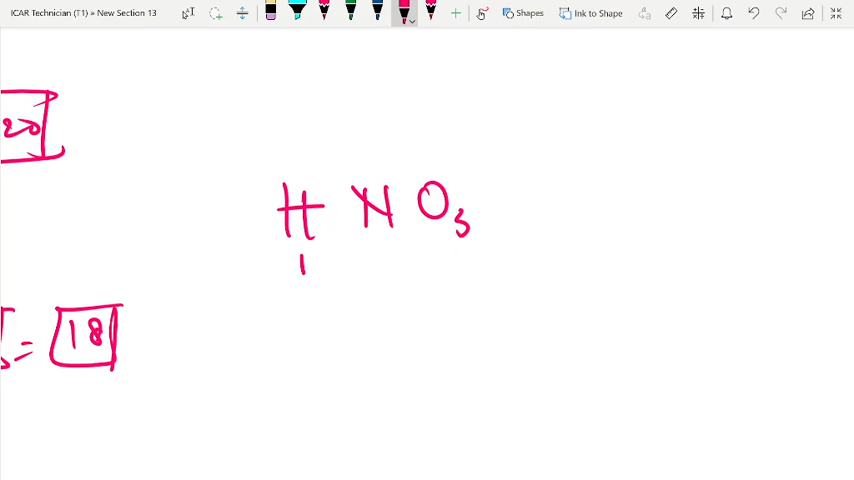 ICAR Technician (T1) » New Section 13
Shapes
Ink to Shape
20
H N O3
1
= 18